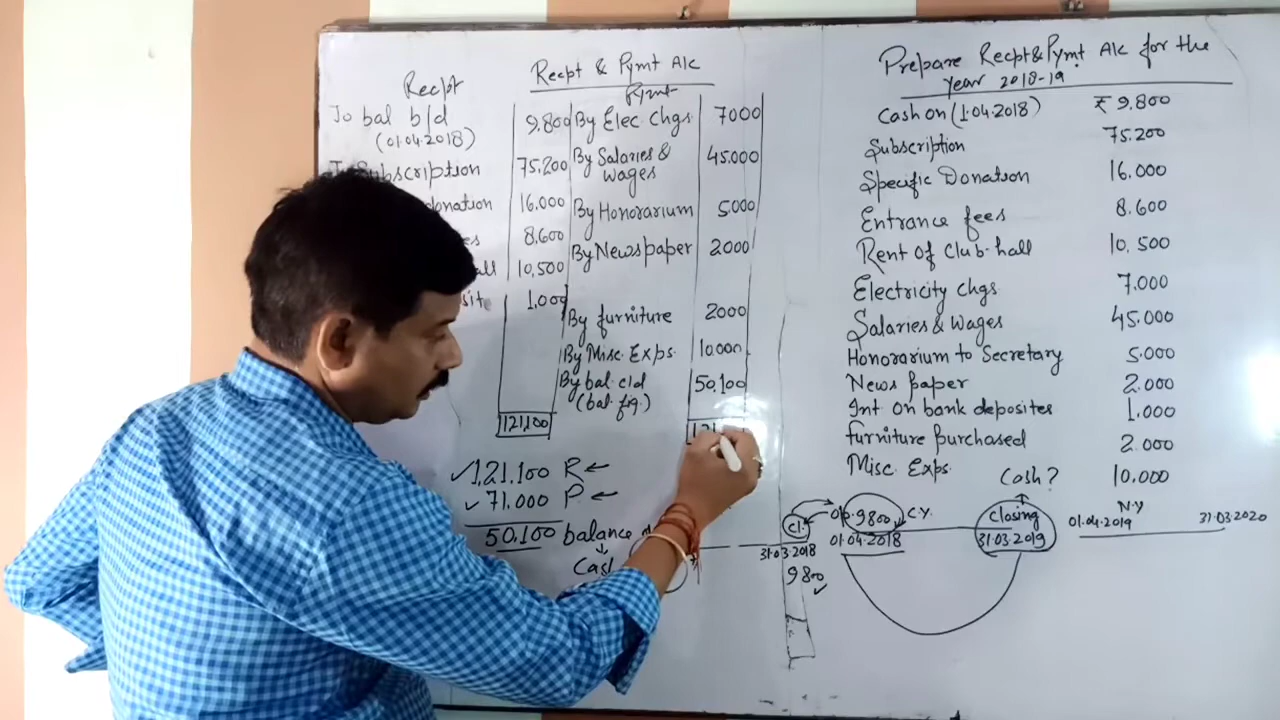 Recpt & Pymt A/c
Recpt
Pymt
To bal b/d 9,800 By Elec chgs. 7000
(01.04.2018)
Subscription 75,200 By Salaries & 45.000
wages
donation 16.000 By Honorarium 5000
8,600 By Newspaper 2000
10,500
1,000
By furniture 2000
By Misc. Exps. 10.000
By bal. c/d 50,100
(bal. fig.)
121,100
1,21,100 R ←
71.000 P ←
50,100 balance
↓
Prepare Recpt&Pymt A/c for the
year 2018-19
Cash on (1.04.2018) ₹ 9.800
Subscription 75.200
Specific Donation 16.000
Entrance fees 8.600
Rent of Club-hall 10,500
Electricity Chgs. 7.000
Salaries & Wages 45.000
Honorarium to Secretary 5.000
News paper 2.000
Int on bank deposites 1.000
furniture purchased 2.000
Misc. Exps. 10.000
Cash?
cl. 9800 C.Y. Closing N.Y
31.03.2018 01.04.2018 31.03.2019 01.04.2019 31.03.2020
9800